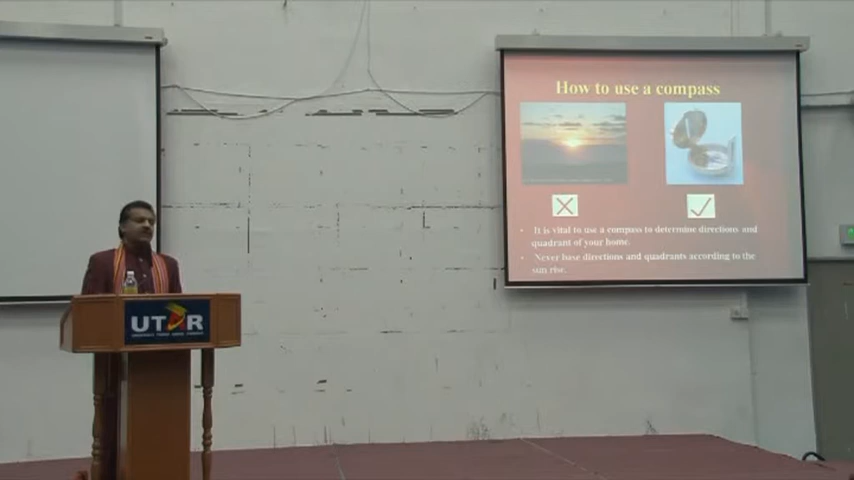 How to use a compass
• It is vital to use a compass to determine directions and
quadrant of your home.
• Never base directions and quadrants according to the
sun rise.
UTAR